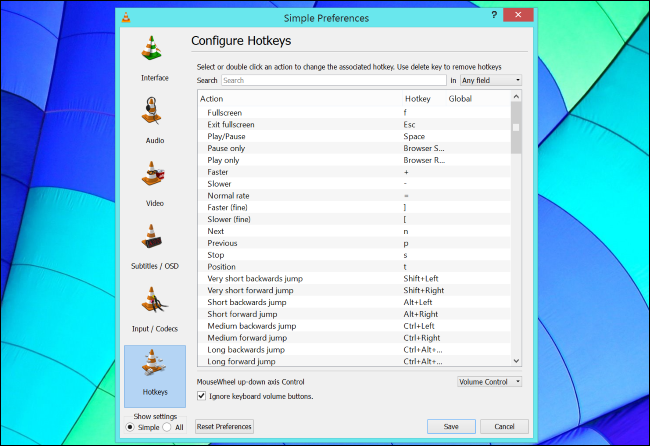 Simple Preferences
?
Configure Hotkeys
Interface
Audio
Video
Subtitles / OSD
Input / Codecs
Hotkeys
Show settings
Simple All
Select or double click an action to change the associated hotkey. Use delete key to remove hotkeys
Search Search in Any field
Action Hotkey Global
Fullscreen f
Exit fullscreen Esc
Play/Pause Space
Pause only Browser S...
Play only Browser R...
Faster +
Slower -
Normal rate =
Faster (fine) ]
Slower (fine) [
Next n
Previous p
Stop s
Position t
Very short backwards jump Shift+Left
Very short forward jump Shift+Right
Short backwards jump Alt+Left
Short forward jump Alt+Right
Medium backwards jump Ctrl+Left
Medium forward jump Ctrl+Right
Long backwards jump Ctrl+Alt+...
Long forward jump Ctrl+Alt+...
MouseWheel up-down axis Control Volume Control
Ignore keyboard volume buttons.
Reset Preferences Save Cancel